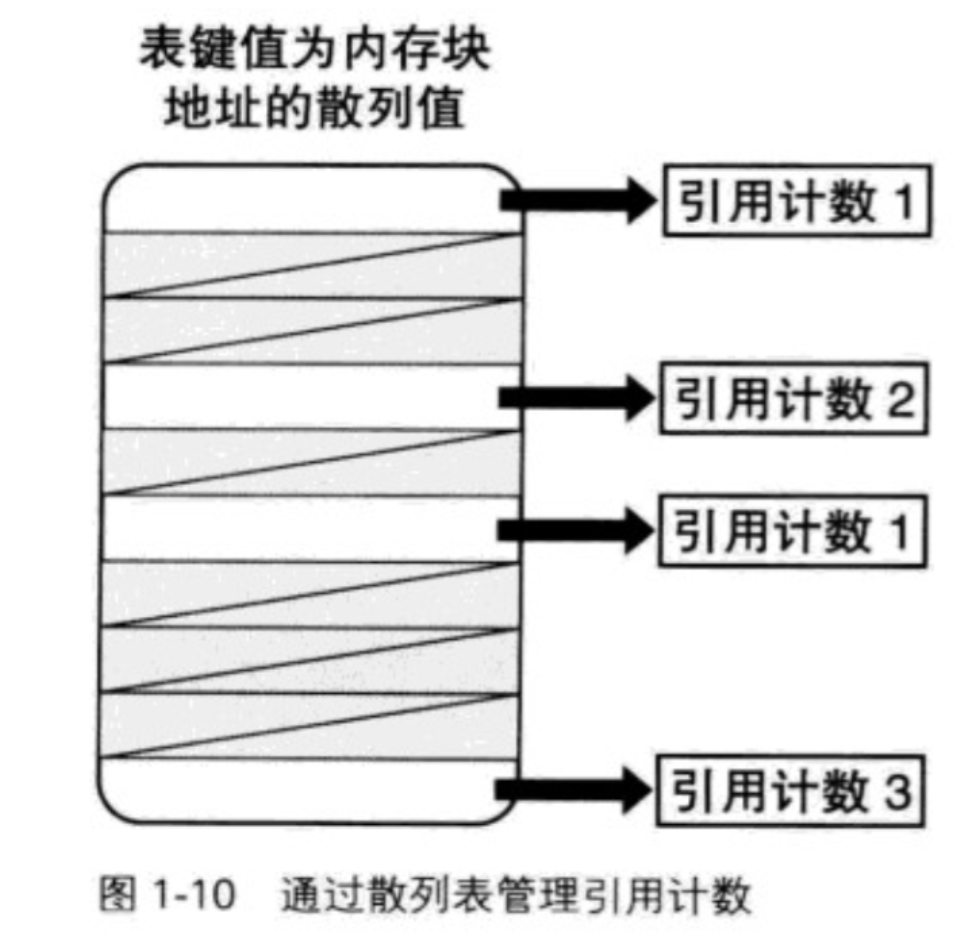 表键值为内存块
地址的散列值
引用计数 1
引用计数 2
引用计数 1
引用计数 3
图 1-10 通过散列表管理引用计数